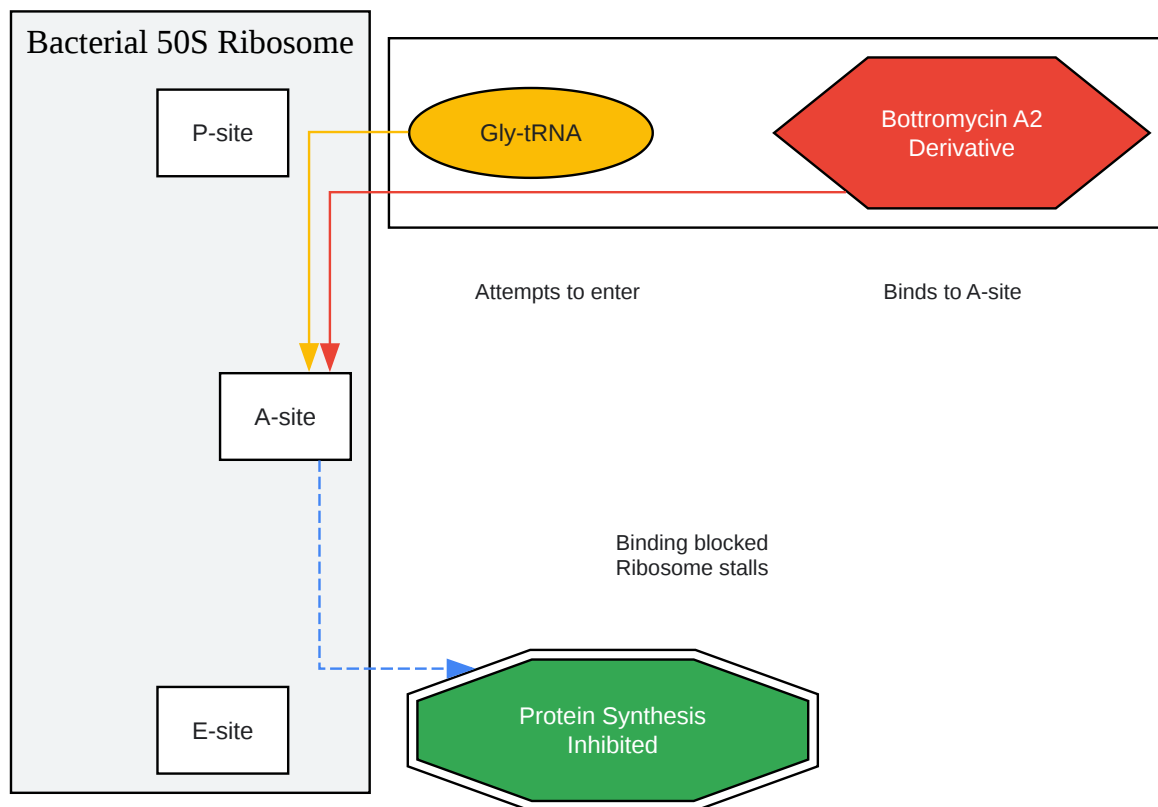 Bacterial 50S Ribosome
P-site
Gly-tRNA
Bottromycin A2
Derivative
Attempts to enter
Binds to A-site
A-site
Binding blocked
Ribosome stalls
E-site
Protein Synthesis
Inhibited